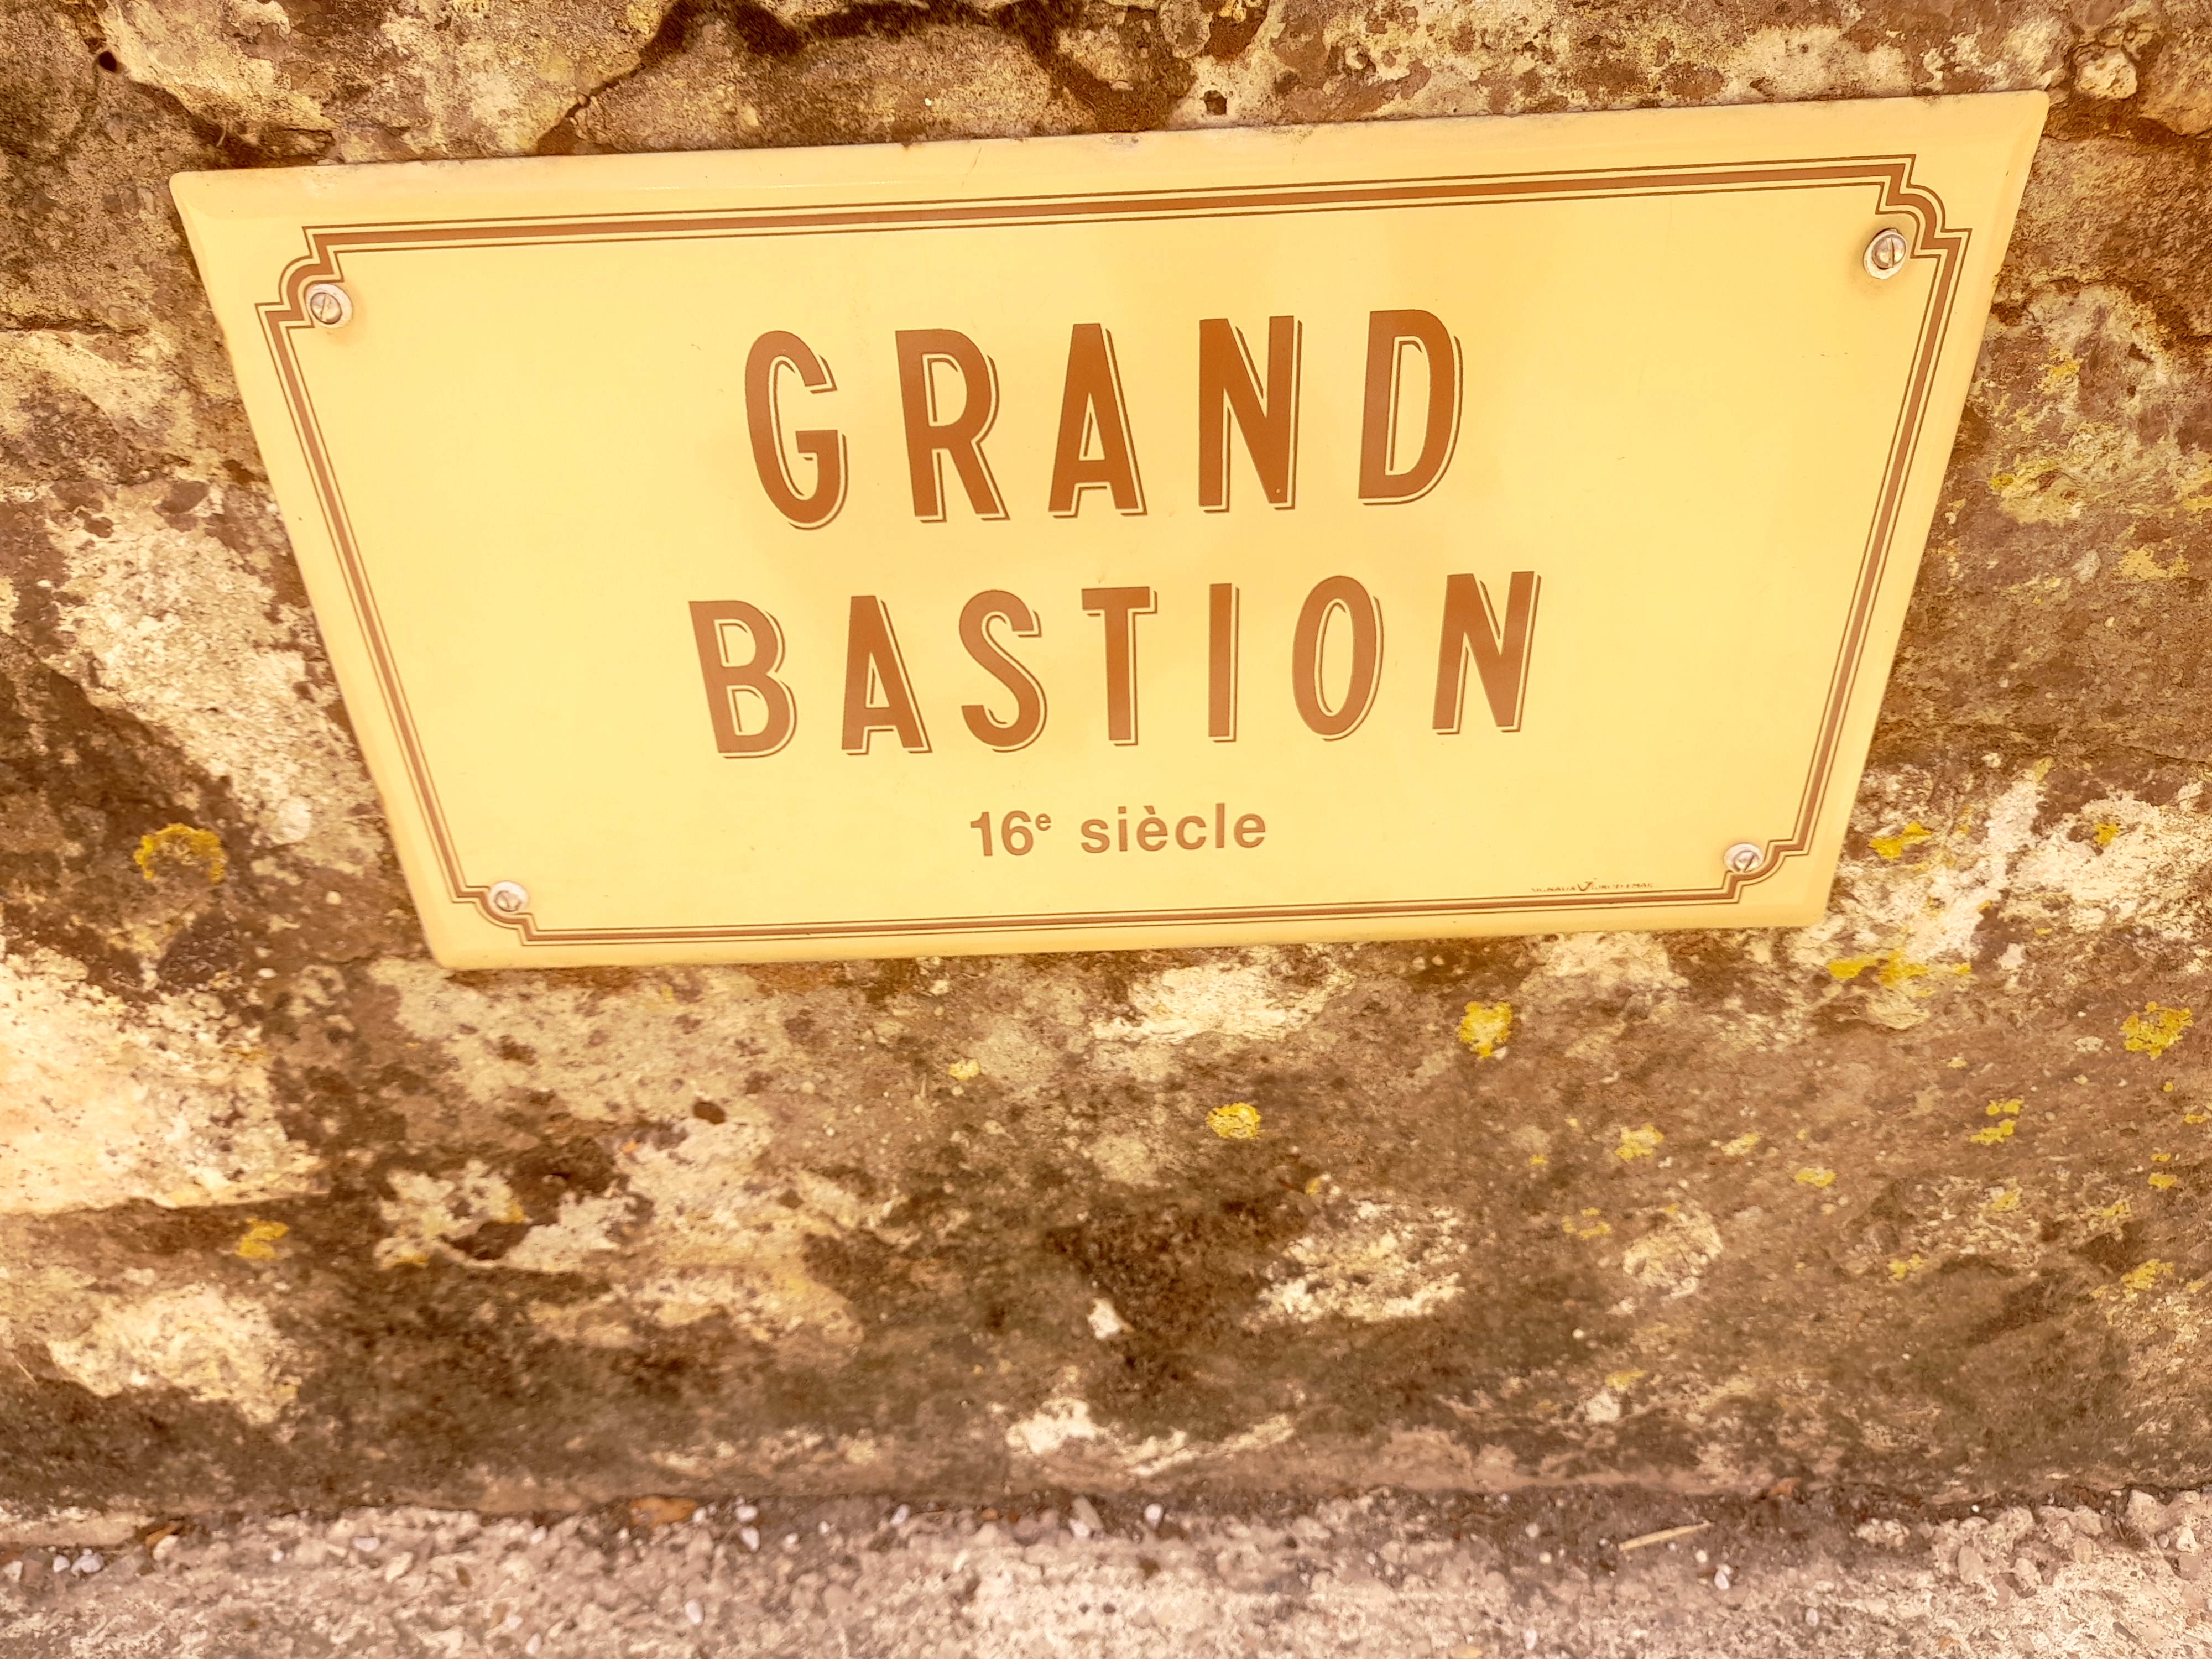 GRAND
BASTION
16e siècle